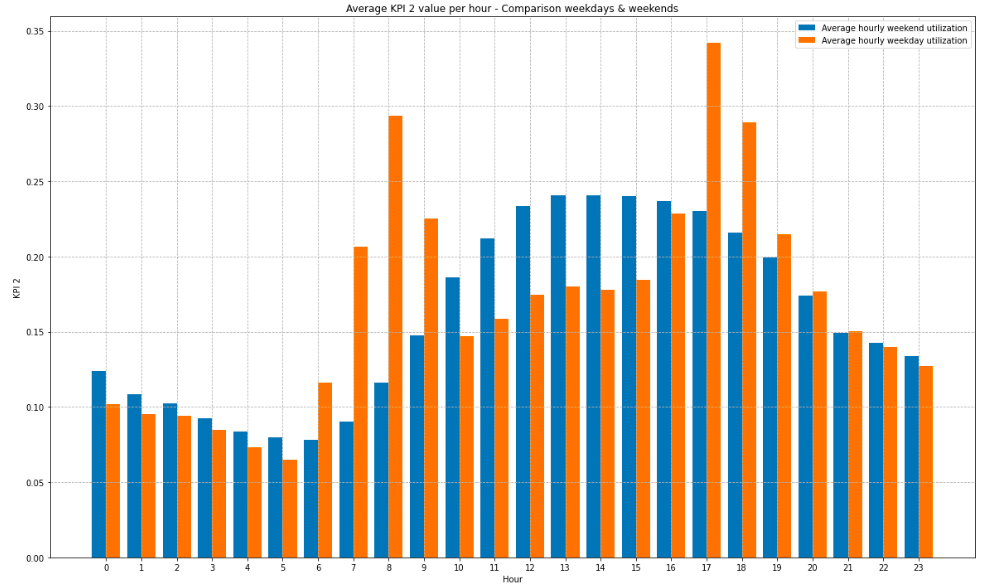 Average KPI 2 value per hour - Comparison weekdays & weekends
Average hourly weekend utilization
Average hourly weekday utilization
0.35
0.30
0.25
0.20
0.15
0.10
0.05
0.00
KPI 2
0 1 2 3 4 5 6 7 8 9 10 11 12 13 14 15 16 17 18 19 20 21 22 23
Hour